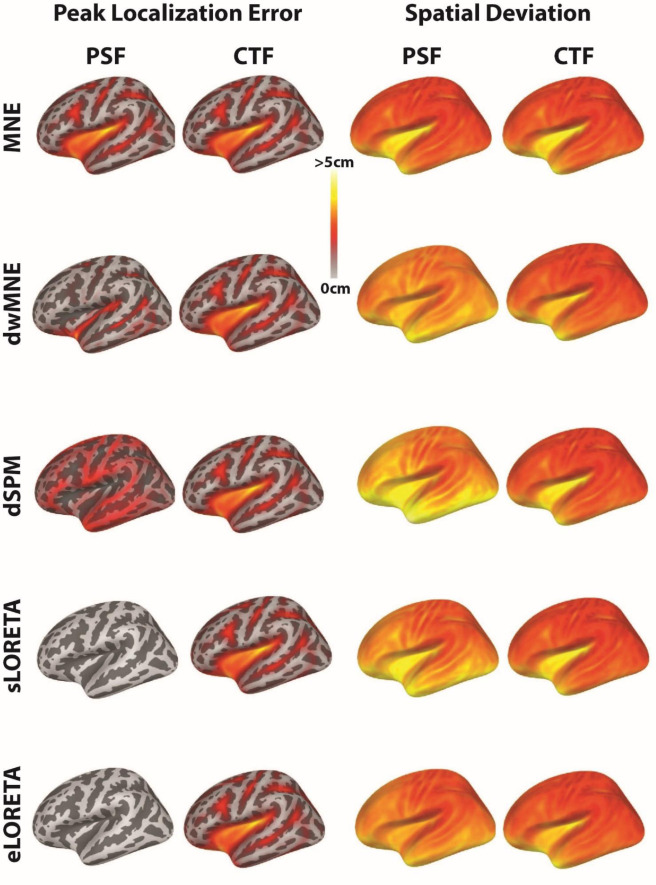 Peak Localization Error Spatial Deviation
PSF CTF PSF CTF
MNE
>5cm
0cm
dwMNE
dSPM
sLORETA
eLORETA